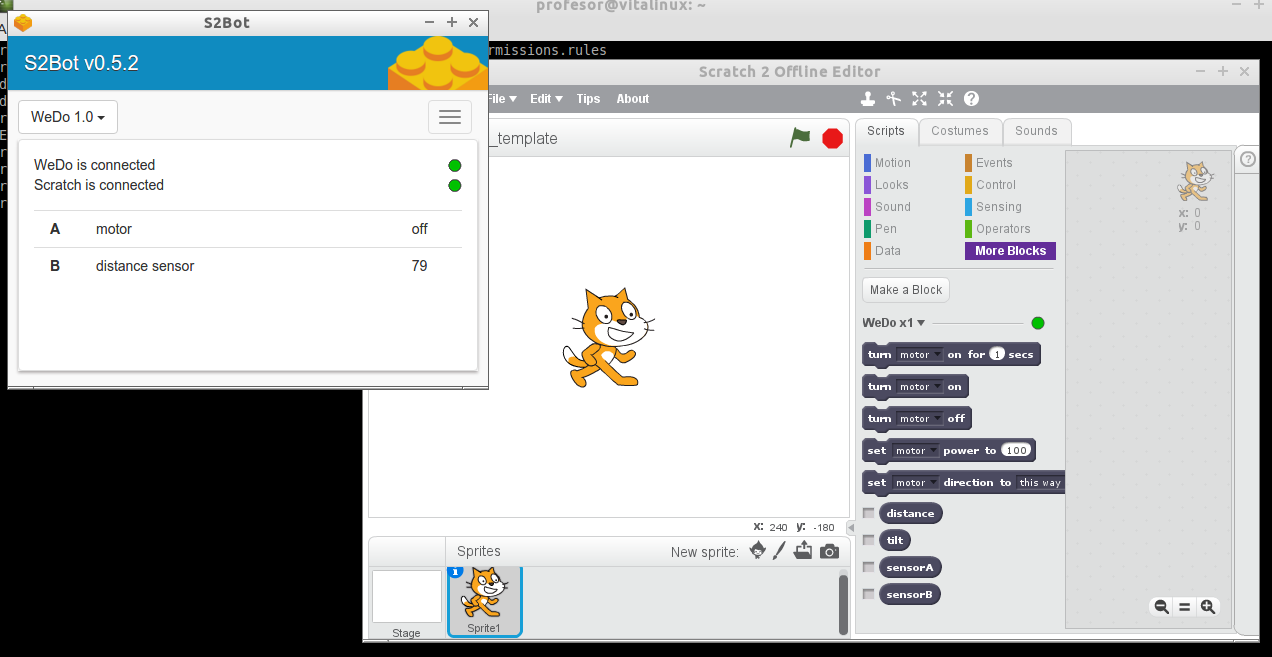 profesor@vitalinux: ~
S2Bot
S2Bot v0.5.2
WeDo 1.0
WeDo is connected
Scratch is connected
A motor off
B distance sensor 79
rmissions.rules
Scratch 2 Offline Editor
File Edit Tips About
_template
x: 240 y: -180
Sprites New sprite:
Stage
Sprite1
Scripts Costumes Sounds
Motion Events
Looks Control
Sound Sensing
Pen Operators
Data More Blocks
Make a Block
WeDo x1
turn motor on for 1 secs
turn motor on
turn motor off
set motor power to 100
set motor direction to this way
distance
tilt
sensorA
sensorB
x: 0
y: 0